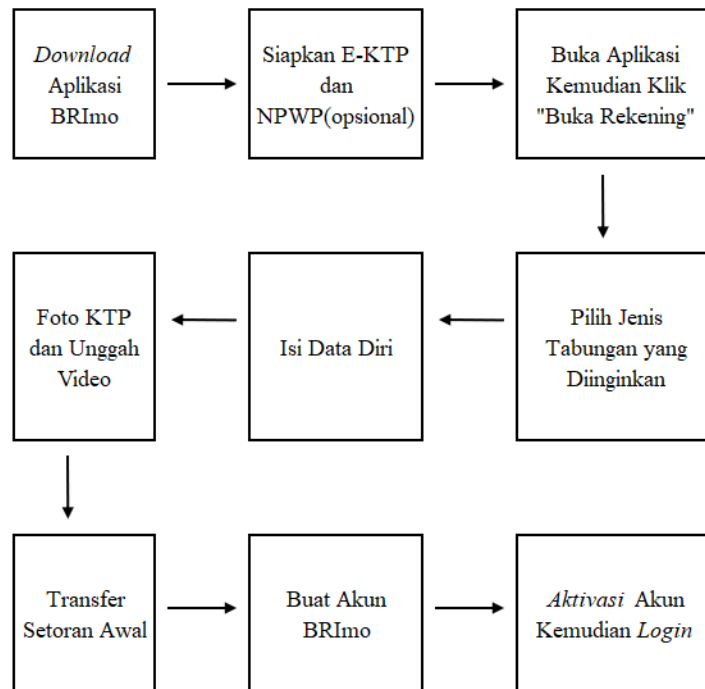 Download
Aplikasi
BRImo
Siapkan E-KTP
dan
NPWP(opsional)
Buka Aplikasi
Kemudian Klik
"Buka Rekening"
Pilih Jenis
Tabungan yang
Diinginkan
Isi Data Diri
Foto KTP
dan Unggah
Video
Transfer
Setoran Awal
Buat Akun
BRImo
Aktivasi Akun
Kemudian Login